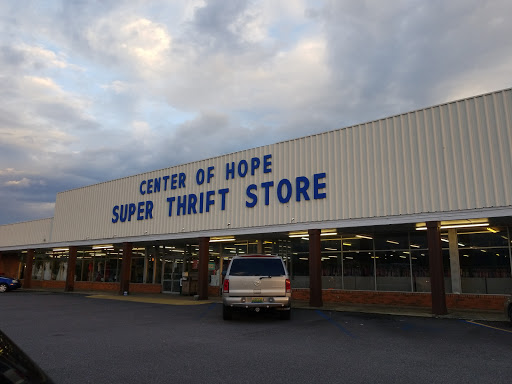 CENTER OF HOPE
SUPER THRIFT STORE